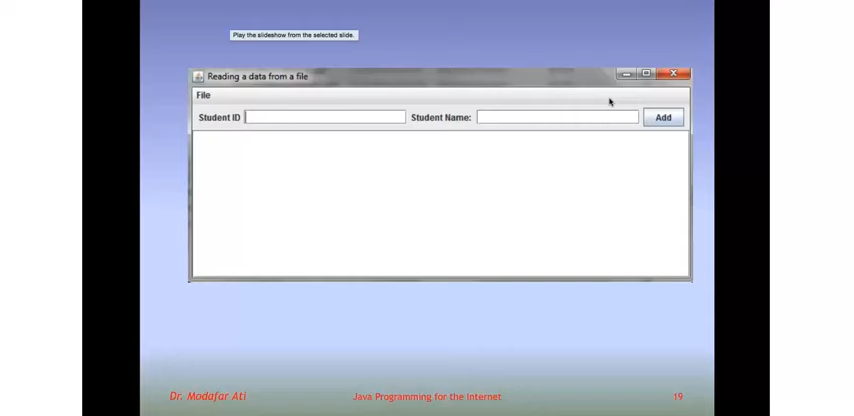 Play the slideshow from the selected slide.
Reading a data from a file
File
Student ID Student Name: Add
Dr. Modafar Ati Java Programming for the Internet 19